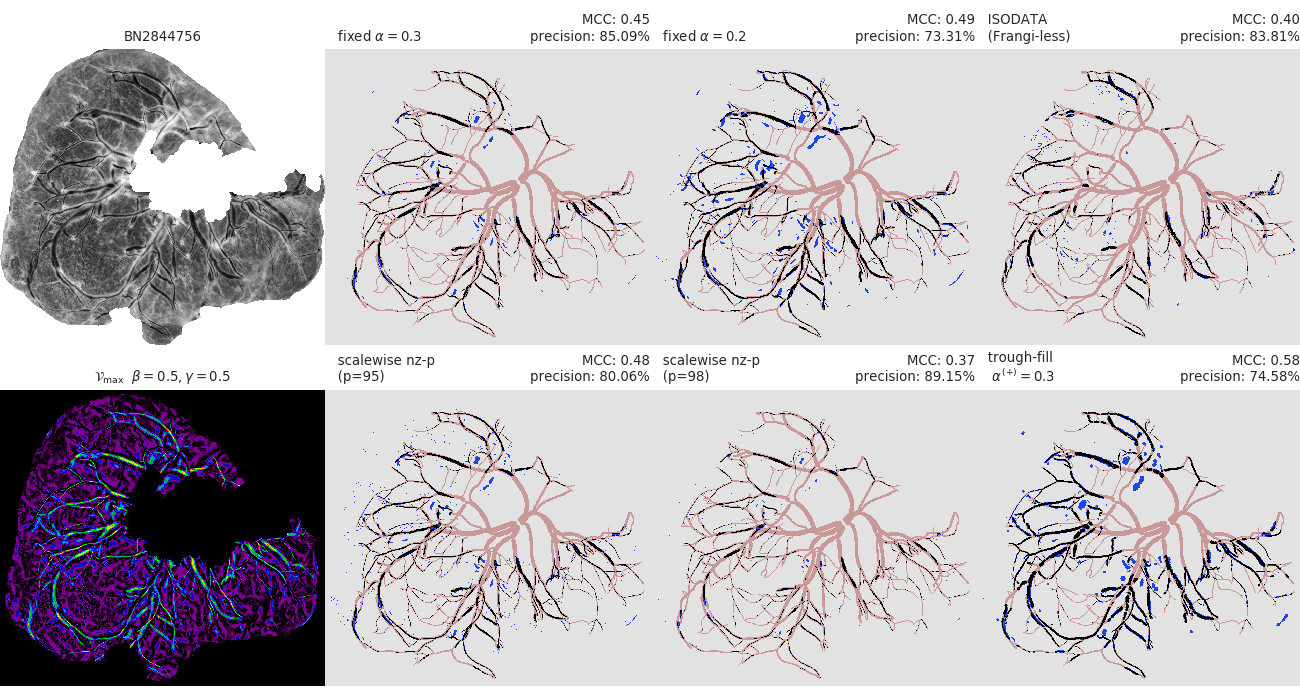 BN2844756
fixed α = 0.3
MCC: 0.45
precision: 85.09%
fixed α = 0.2
MCC: 0.49
precision: 73.31%
ISODATA
(Frangi-less)
MCC: 0.40
precision: 83.81%
𝒱max β = 0.5, γ = 0.5
scalewise nz-p
(p=95)
MCC: 0.48
precision: 80.06%
scalewise nz-p
(p=98)
MCC: 0.37
precision: 89.15%
trough-fill
α(+) = 0.3
MCC: 0.58
precision: 74.58%